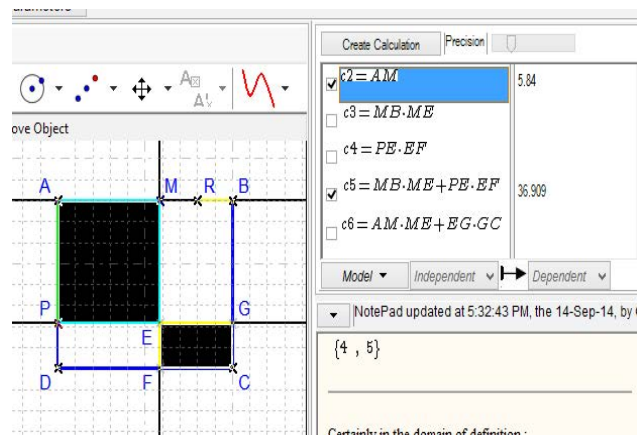 Create Calculation Precision
c2=AM 5.84
c3=MB·ME
c4=PE·EF
c5=MB·ME+PE·EF 36.909
c6=AM·ME+EG·GC
Model Independent Dependent
NotePad updated at 5:32:43 PM, the 14-Sep-14, by
{4 , 5}
Certainly in the domain of definition :
ove Object
A M R B
P G
E
D F C